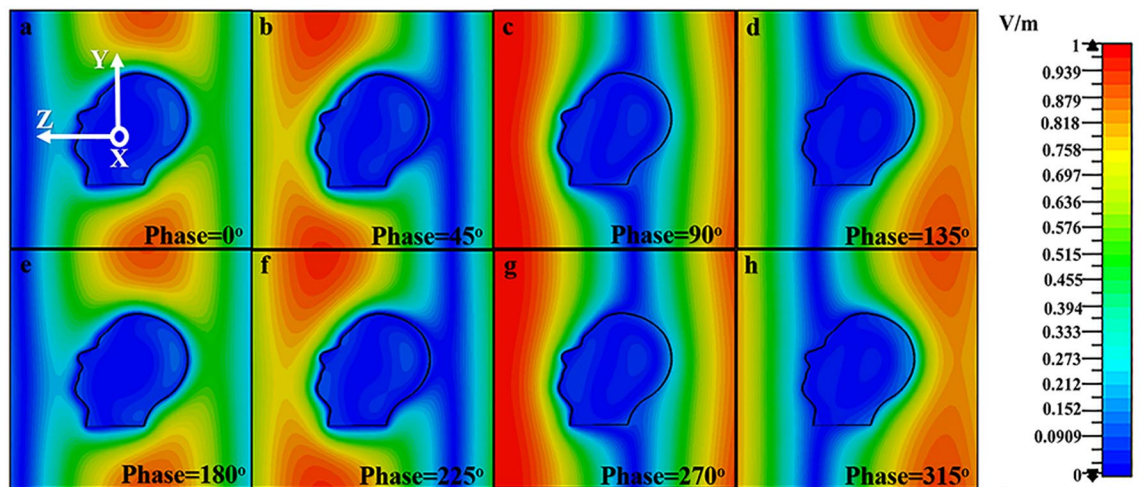 a
Y
Z
X
Phase=0°
b
Phase=45°
c
Phase=90°
d
Phase=135°
e
Phase=180°
f
Phase=225°
g
Phase=270°
h
Phase=315°
V/m
1
0.939
0.879
0.818
0.758
0.697
0.636
0.576
0.515
0.455
0.394
0.333
0.273
0.212
0.152
0.0909
0